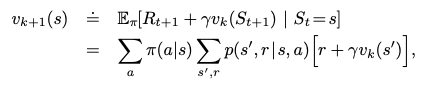 v_{k+1}(s) ≐ 𝔼_π[R_{t+1} + γv_k(S_{t+1}) | S_t=s]
= ∑_a π(a|s) ∑_{s′,r} p(s′,r|s,a)[r + γv_k(s′)],